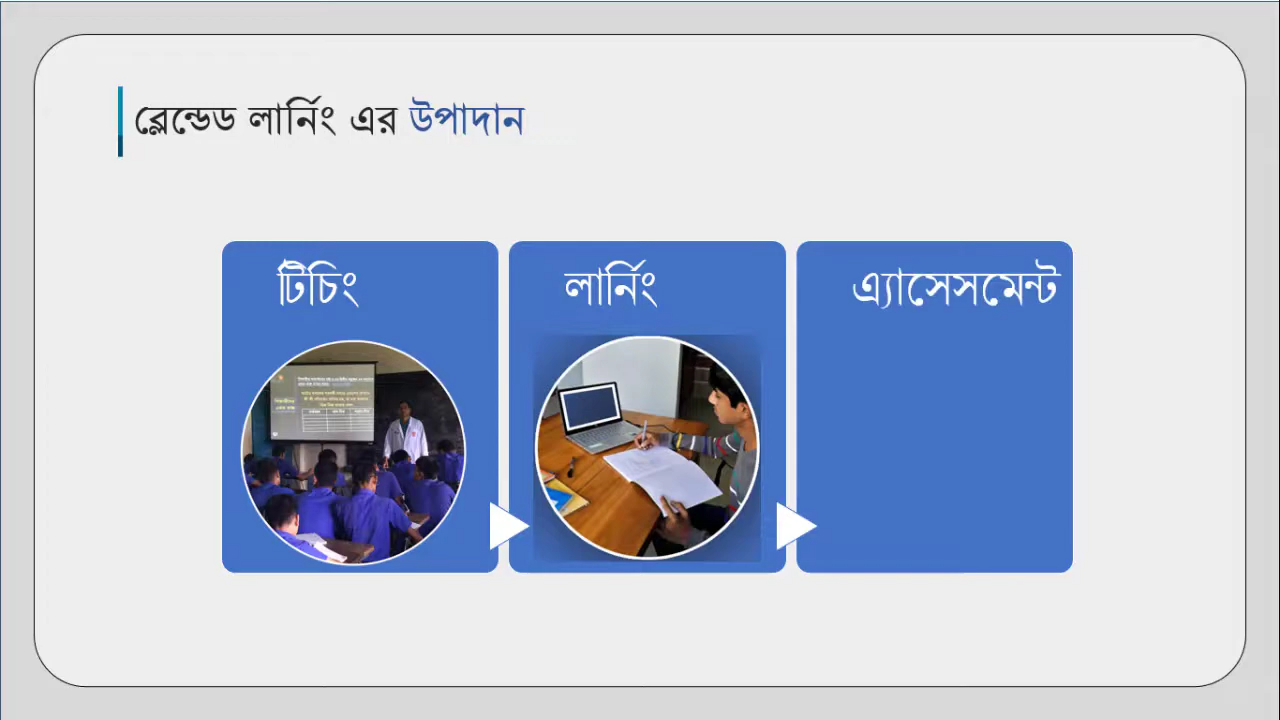 ব্লেন্ডেড লার্নিং এর উপাদান
টিচিং
লার্নিং
এ্যাসেসমেন্ট